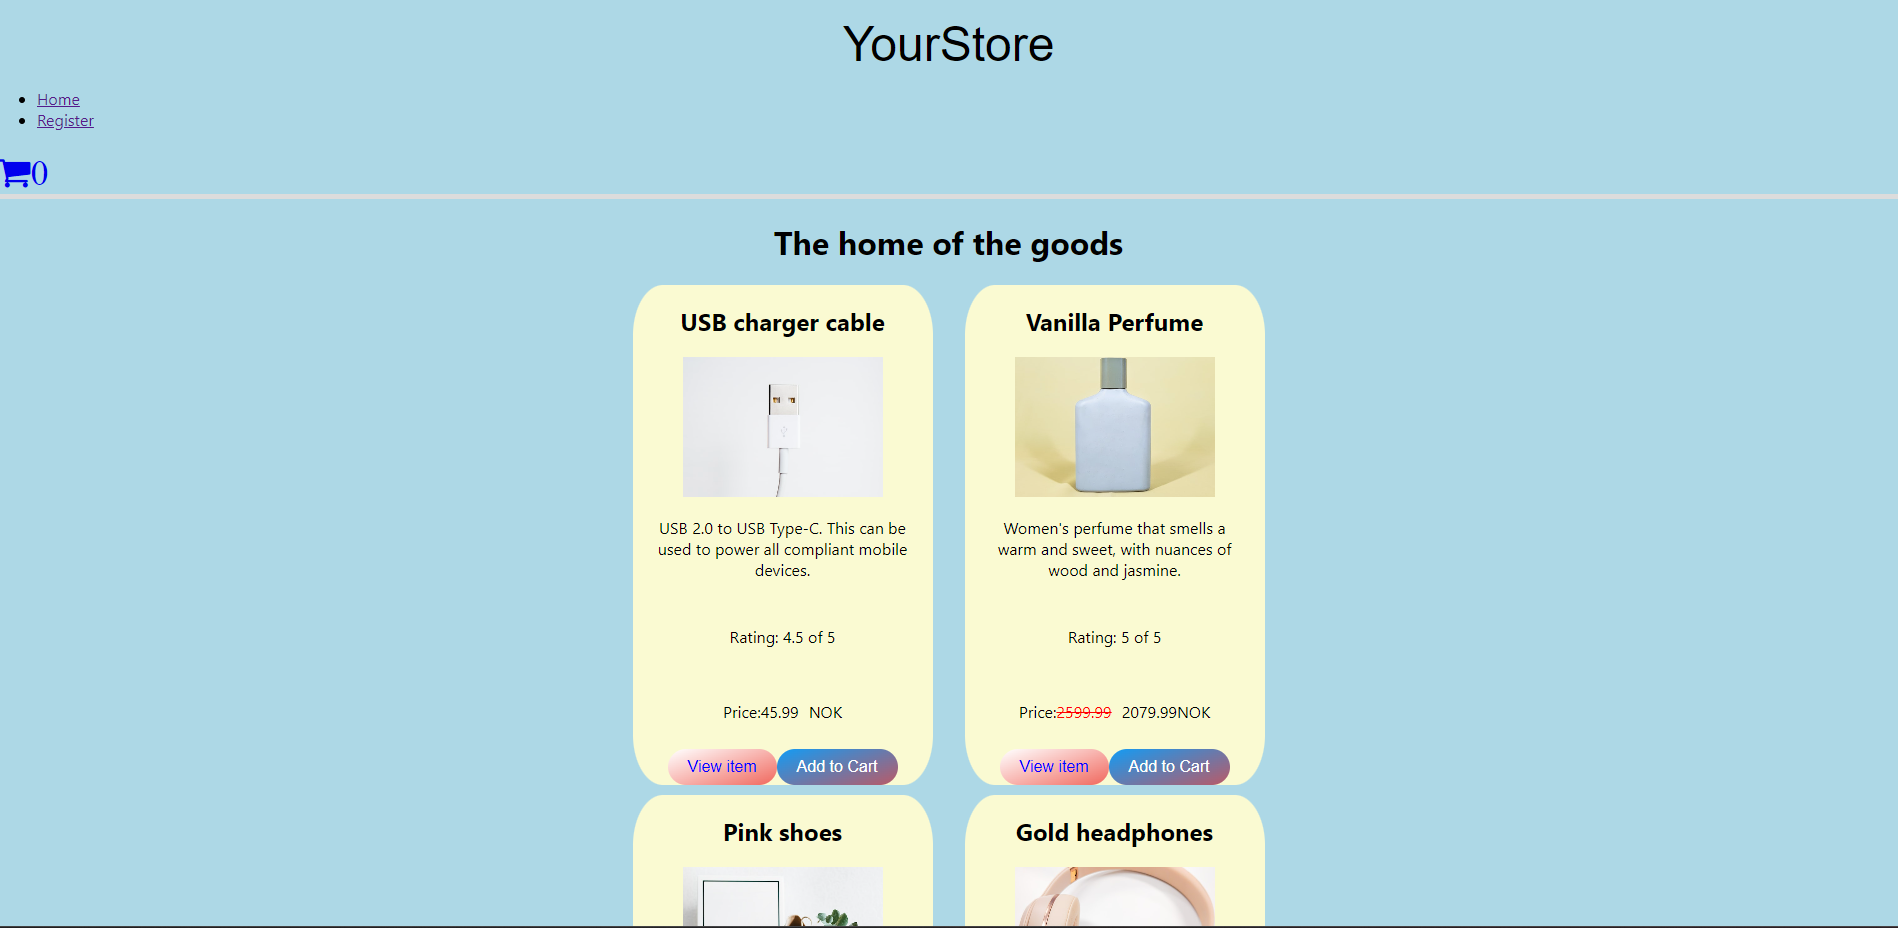 YourStore
Home
Register
0
The home of the goods
USB charger cable
USB 2.0 to USB Type-C. This can be
used to power all compliant mobile
devices.
Rating: 4.5 of 5
Price:45.99 NOK
View item Add to Cart
Vanilla Perfume
Women's perfume that smells a
warm and sweet, with nuances of
wood and jasmine.
Rating: 5 of 5
Price:2599.99 2079.99NOK
View item Add to Cart
Pink shoes
Gold headphones